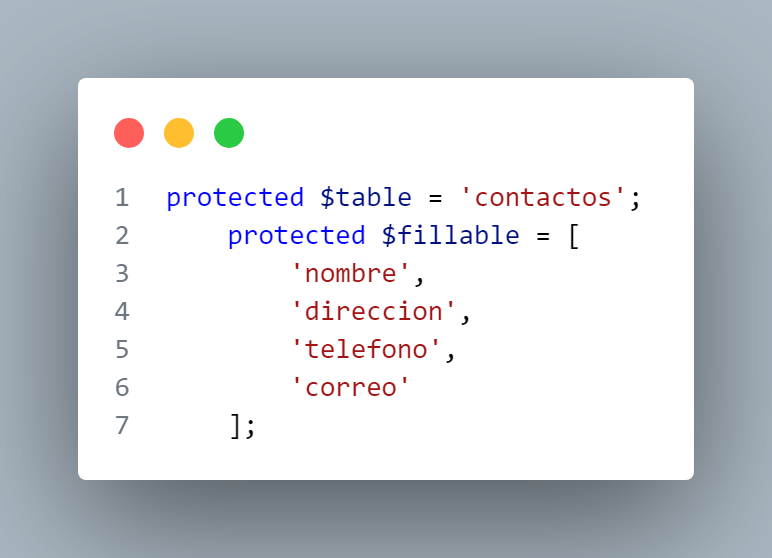 1 protected $table = 'contactos';
2     protected $fillable = [
3         'nombre',
4         'direccion',
5         'telefono',
6         'correo'
7     ];